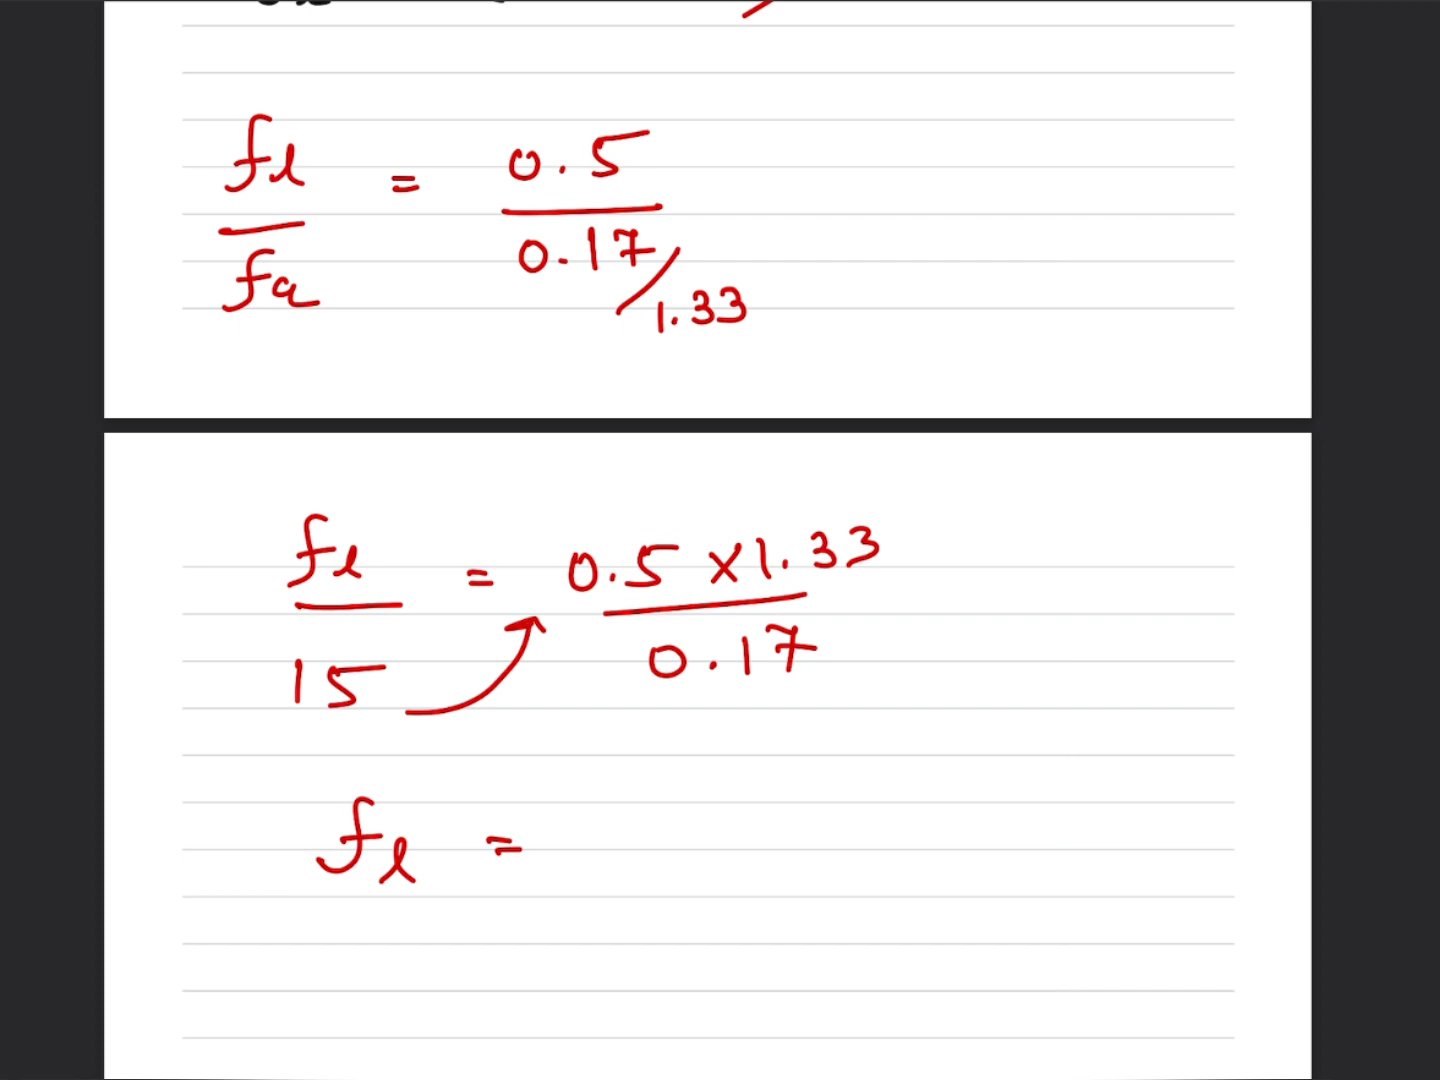 fl/fa = 0.5/(0.17/1.33)
fl/15 = 0.5 × 1.33/0.17
fl =